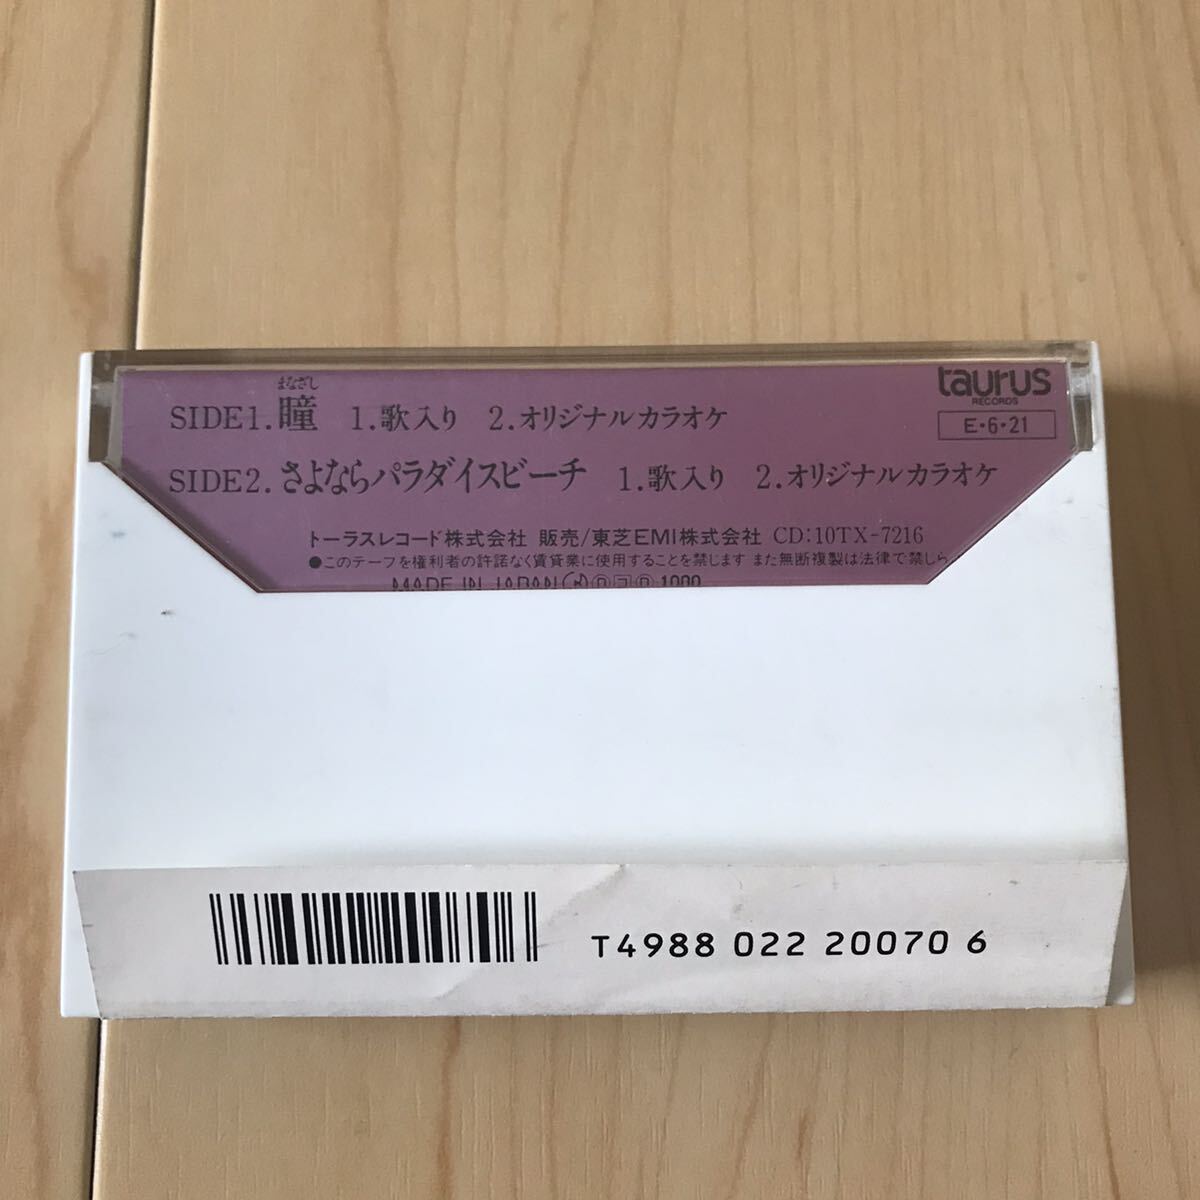 taurus
RECORDS
E・6・21
まなざし
SIDE1. 瞳 1.歌入り 2.オリジナルカラオケ
SIDE2. さよならパラダイスビーチ 1.歌入り 2.オリジナルカラオケ
トーラスレコード株式会社 販売/東芝EMI株式会社 CD:10TX-7216
●このテープを権利者の許諾なく賃貸業に使用することを禁じます また無断複製は法律で禁じら
MADE IN JAPAN
T4988 022 20070 6